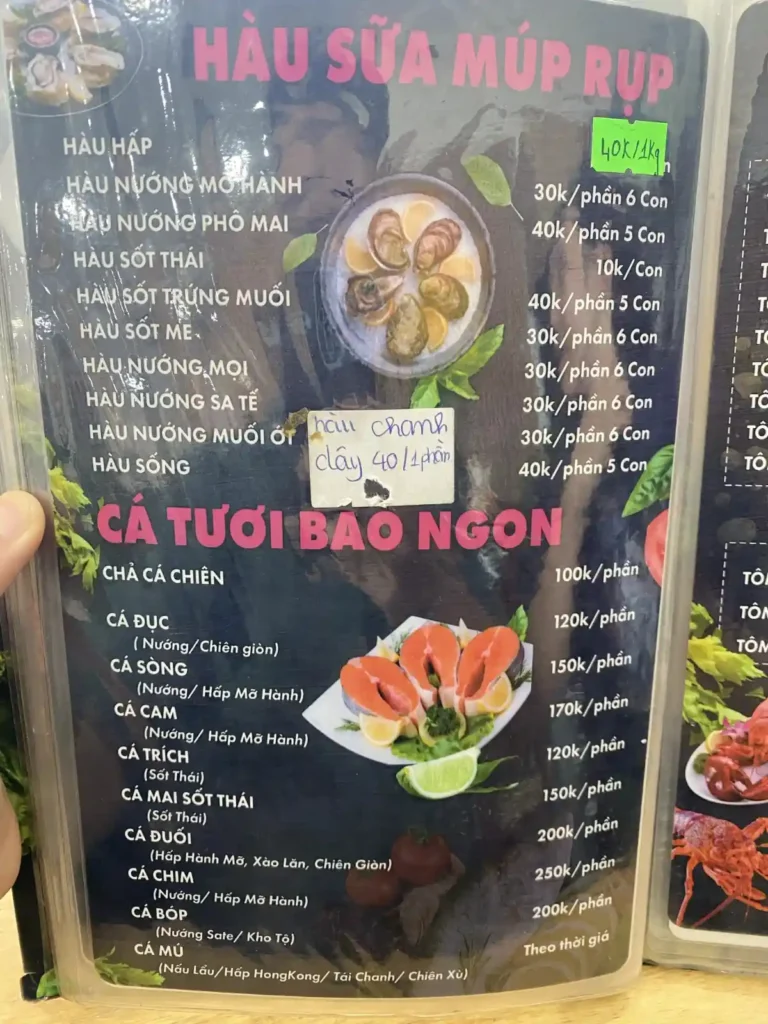 HÀU SỮA MÚP RỤP
HÀU HẤP 40K/1Kg
HÀU NƯỚNG MỠ HÀNH 30k/phần 6 Con
HÀU NƯỚNG PHÔ MAI 40k/phần 5 Con
HÀU SỐT THÁI 10k/Con
HÀU SỐT TRỨNG MUỐI 40k/phần 5 Con
HÀU SỐT ME 30k/phần 6 Con
HÀU NƯỚNG MỌI 30k/phần 6 Con
HÀU NƯỚNG SA TẾ 30k/phần 6 Con
HÀU NƯỚNG MUỐI ỚT 30k/phần 6 Con
HÀU SỐNG 40k/phần 5 Con
hàu chanh
dây 40/1phần
CÁ TƯƠI BAO NGON
CHẢ CÁ CHIÊN 100k/phần
CÁ ĐỤC 120k/phần
( Nướng/Chiên giòn)
CÁ SÒNG 150k/phần
(Nướng/ Hấp Mỡ Hành)
CÁ CAM 170k/phần
(Nướng/ Hấp Mỡ Hành)
CÁ TRÍCH 120k/phần
(Sốt Thái)
CÁ MAI SỐT THÁI 150k/phần
(Sốt Thái)
CÁ ĐUỐI 200k/phần
(Hấp Hành Mỡ, Xào Lăn, Chiên Giòn)
CÁ CHIM 250k/phần
(Nướng/ Hấp Mỡ Hành)
CÁ BÓP 200k/phần
(Nướng Sate/ Kho Tộ)
CÁ MÚ Theo thời giá
(Nấu Lẩu/Hấp HongKong/ Tái Chanh/ Chiên Xù)
TÔM